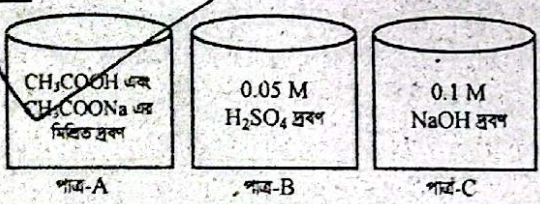 CH₃COOH এবং
CH₃COONa এর
মিশ্রিত দ্রবণ
0.05 M
H₂SO₄ দ্রবণ
0.1 M
NaOH দ্রবণ
পাত্র-A
পাত্র-B
পাত্র-C